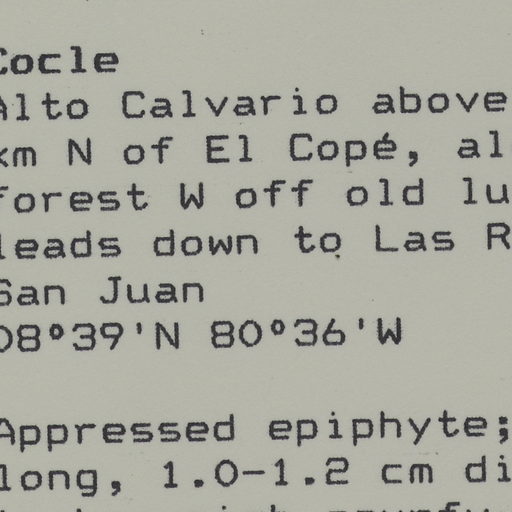 Cocle
Alto Calvario above
km N of El Copé, al
forest W off old lu
leads down to Las R
San Juan
08°39'N 80°36'W
Appressed epiphyte;
long, 1.0-1.2 cm di